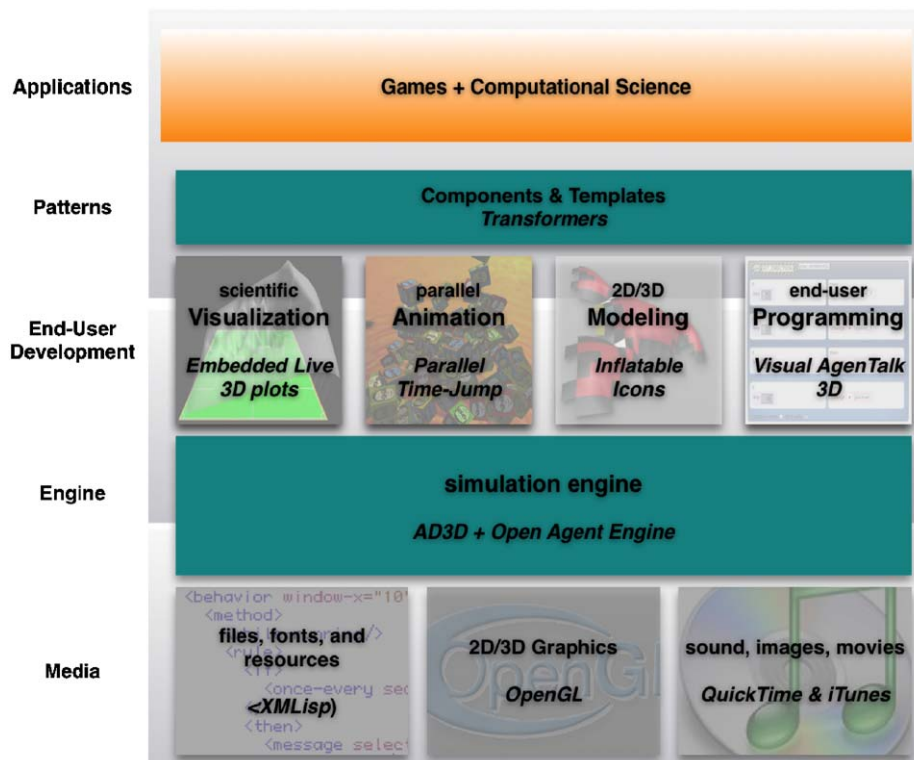 Applications
Games + Computational Science
Patterns
Components & Templates
Transformers
End-User
Development
scientific
Visualization
Embedded Live
3D plots
parallel
Animation
Parallel
Time-Jump
2D/3D
Modeling
Inflatable
Icons
end-user
Programming
Visual AgenTalk
3D
Engine
simulation engine
AD3D + Open Agent Engine
Media
<behavior window-x="10"
<method>
files, fonts, and
<rule>
resources
<once-every sec
<XMLisp)
<then>
<message select
2D/3D Graphics
OpenGL
OpenGL
sound, images, movies
QuickTime & iTunes